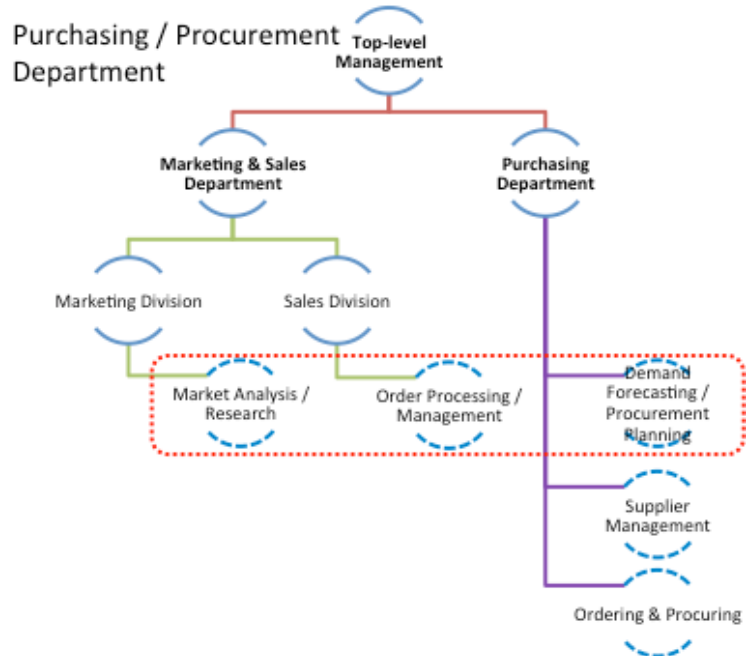 Purchasing / Procurement
Department
Top-level
Management
Marketing & Sales
Department
Purchasing
Department
Marketing Division
Sales Division
Market Analysis /
Research
Order Processing /
Management
Demand
Forecasting /
Procurement
Planning
Supplier
Management
Ordering & Procuring